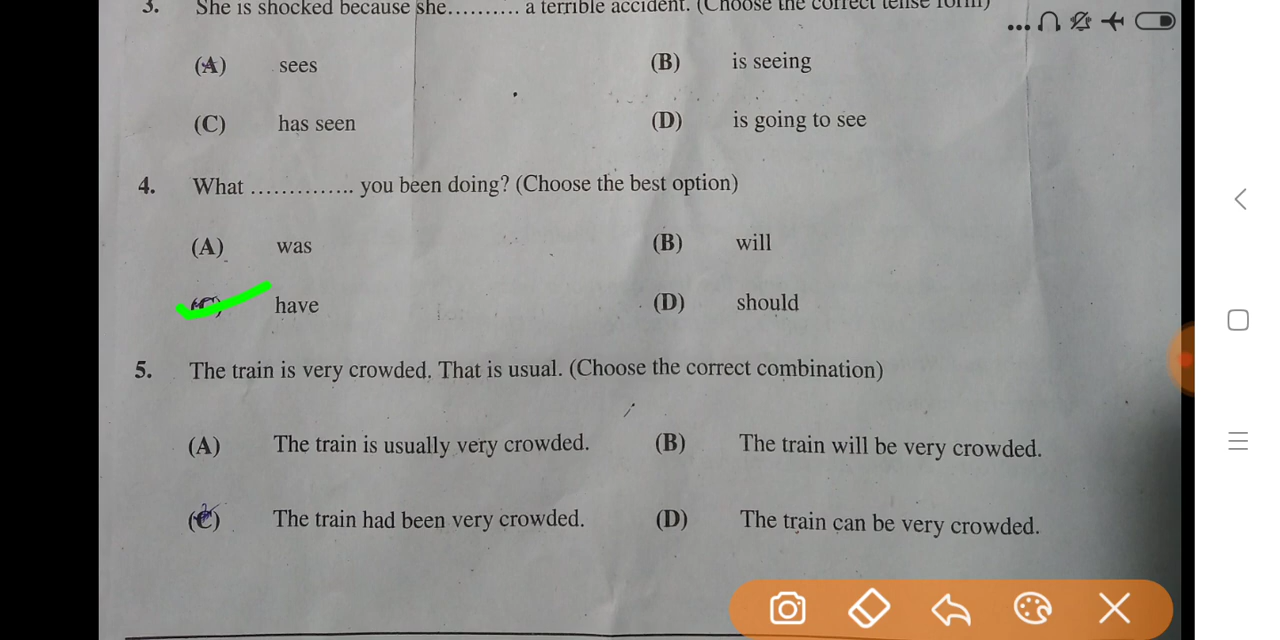 3. She is shocked because she.......... a terrible accident. (Choose the correct tense form)
(A) sees (B) is seeing
(C) has seen (D) is going to see
4. What .............. you been doing? (Choose the best option)
(A) was (B) will
(C) have (D) should
5. The train is very crowded. That is usual. (Choose the correct combination)
(A) The train is usually very crowded. (B) The train will be very crowded.
(C) The train had been very crowded. (D) The train can be very crowded.